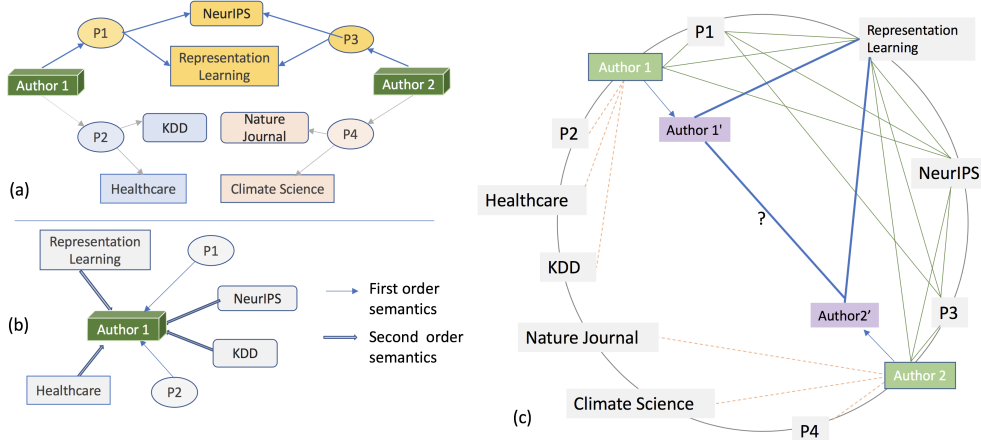 NeurIPS
P1
P3
Representation
Learning
Author 1
Author 2
P2
KDD
Nature
Journal
P4
(a)
Healthcare
Climate Science
Representation
Learning
P1
NeurIPS
(b)
Author 1
KDD
Healthcare
P2
First order
semantics
Second order
semantics
P1
Representation
Learning
Author 1
P2
Author 1'
NeurIPS
Healthcare
?
KDD
Author2'
P3
Nature Journal
Author 2
Climate Science
(c)
P4